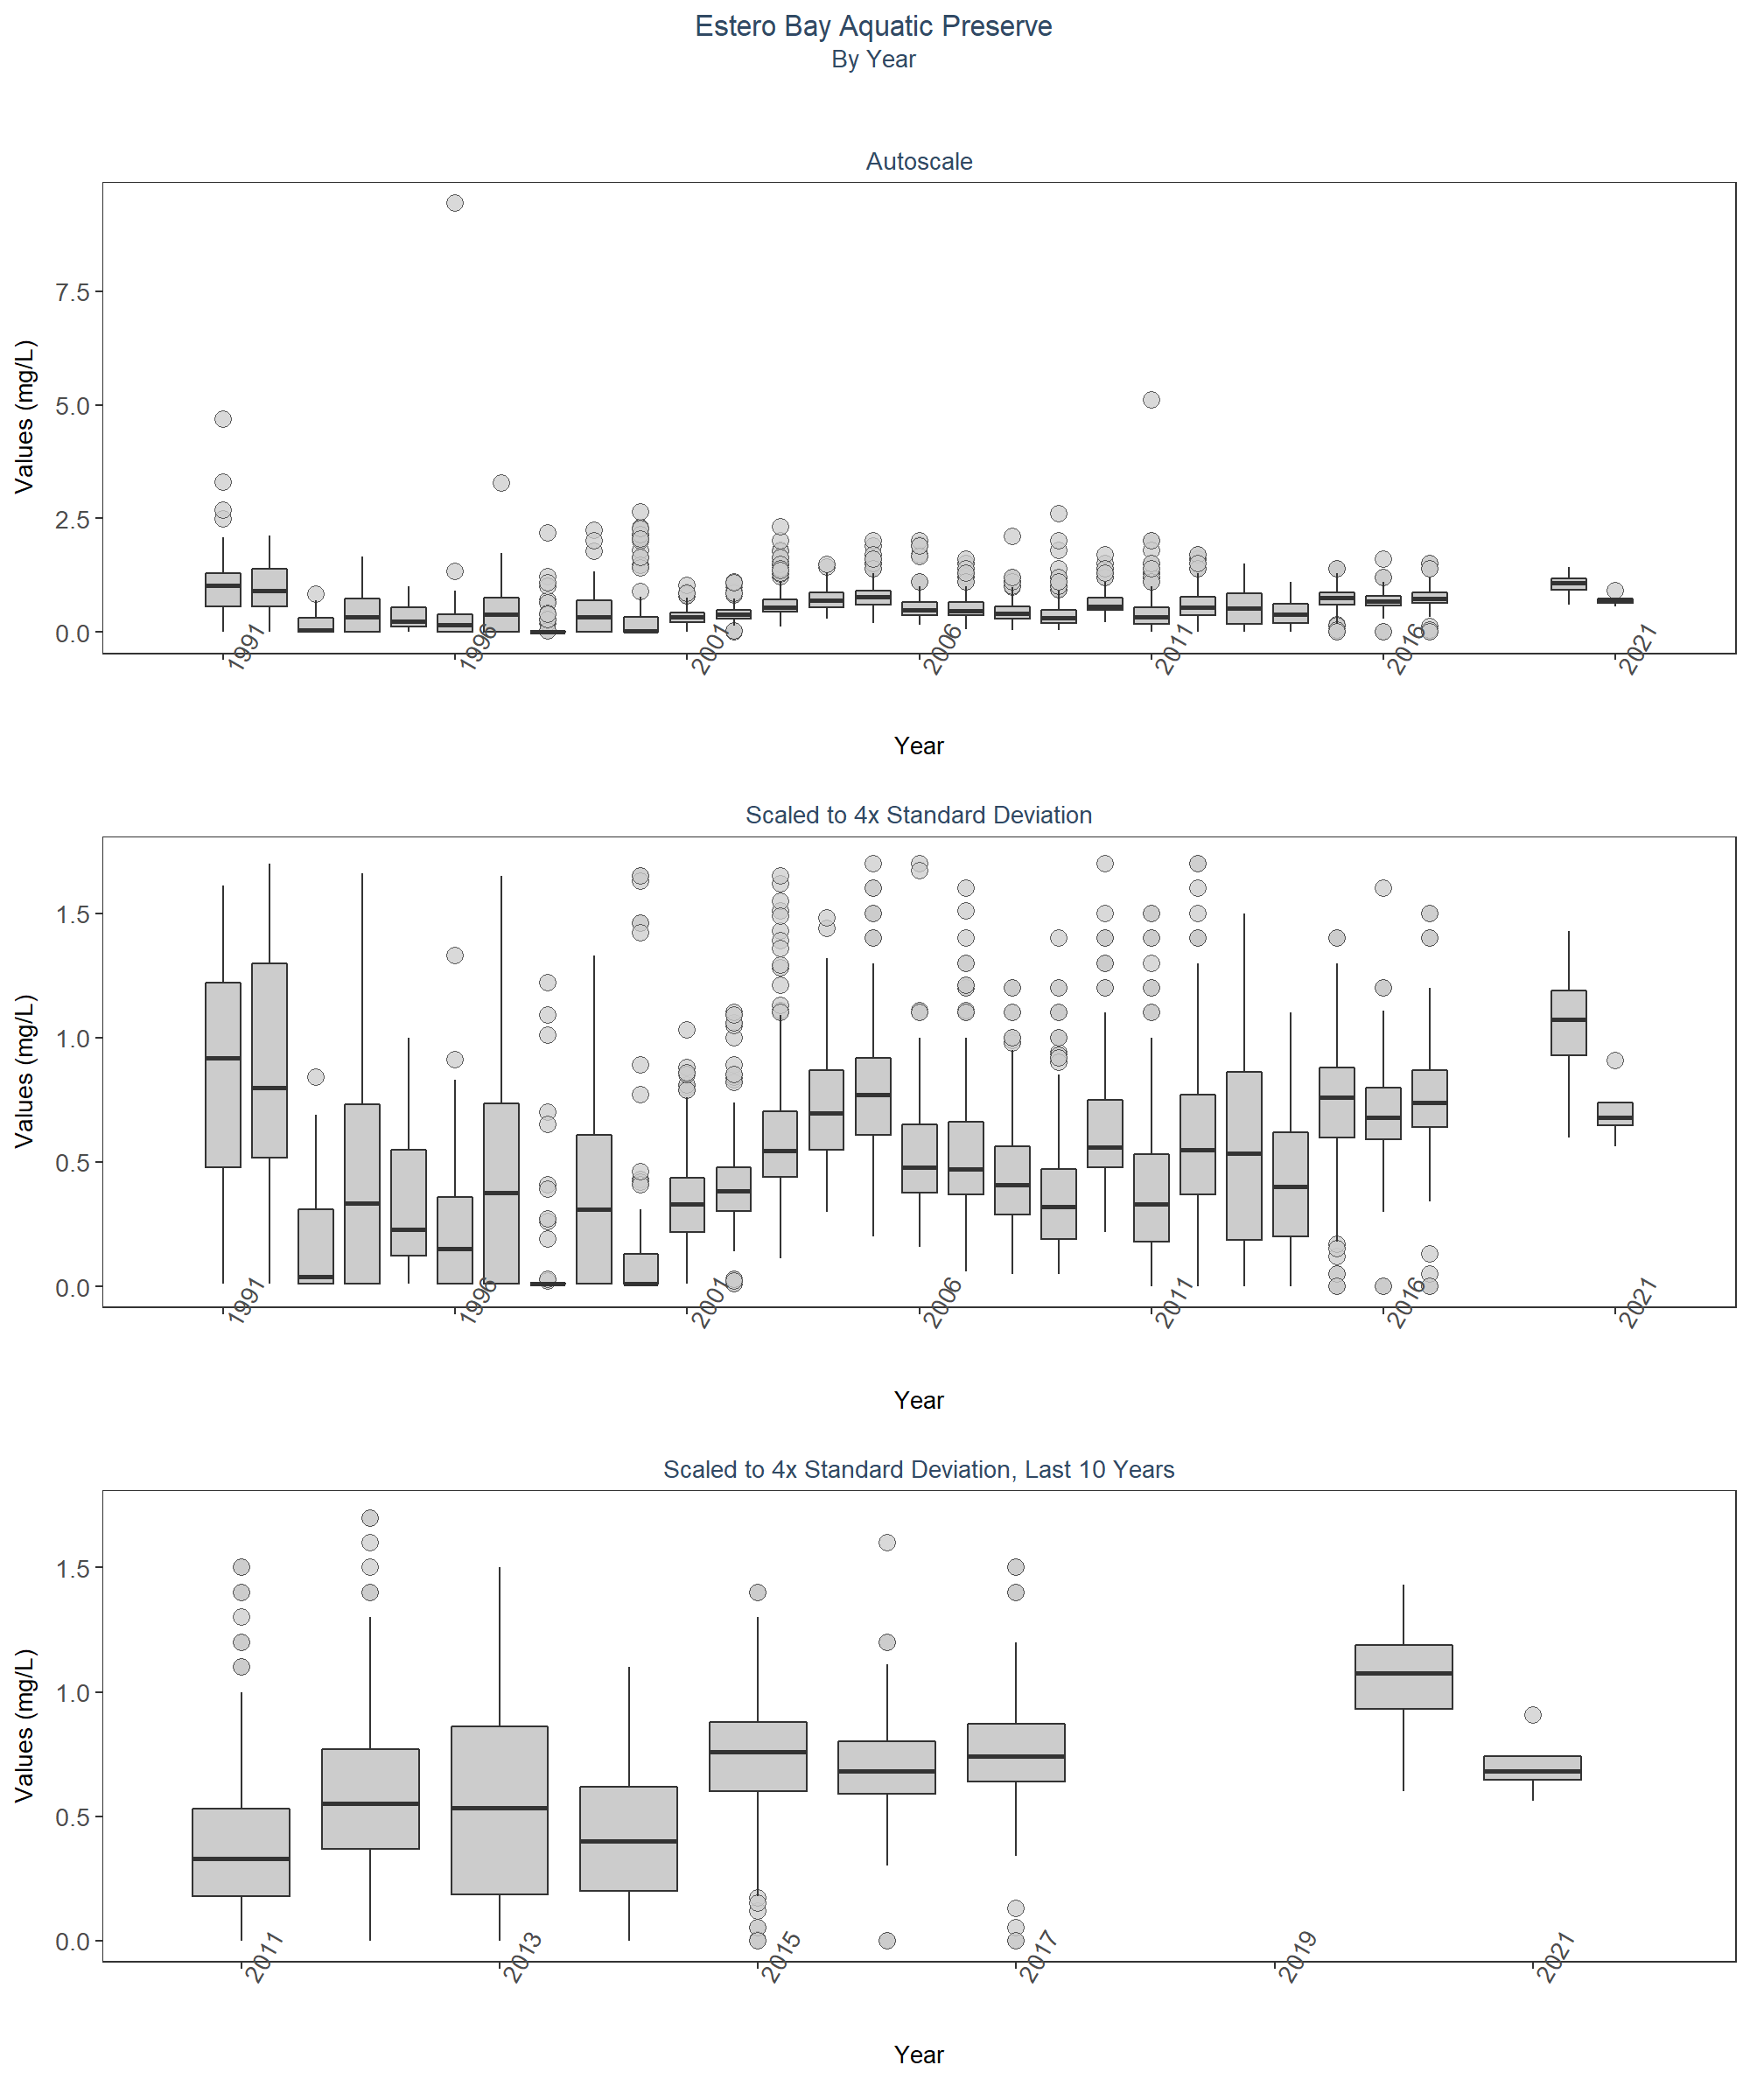 Estero Bay Aquatic Preserve
By Year
Autoscale
Values (mg/L)
7.5
5.0
2.5
0.0
1991
1996
2001
2006
2011
2016
2021
Year
Scaled to 4x Standard Deviation
Values (mg/L)
1.5
1.0
0.5
0.0
1991
1996
2001
2006
2011
2016
2021
Year
Scaled to 4x Standard Deviation, Last 10 Years
Values (mg/L)
1.5
1.0
0.5
0.0
2011
2013
2015
2017
2019
2021
Year